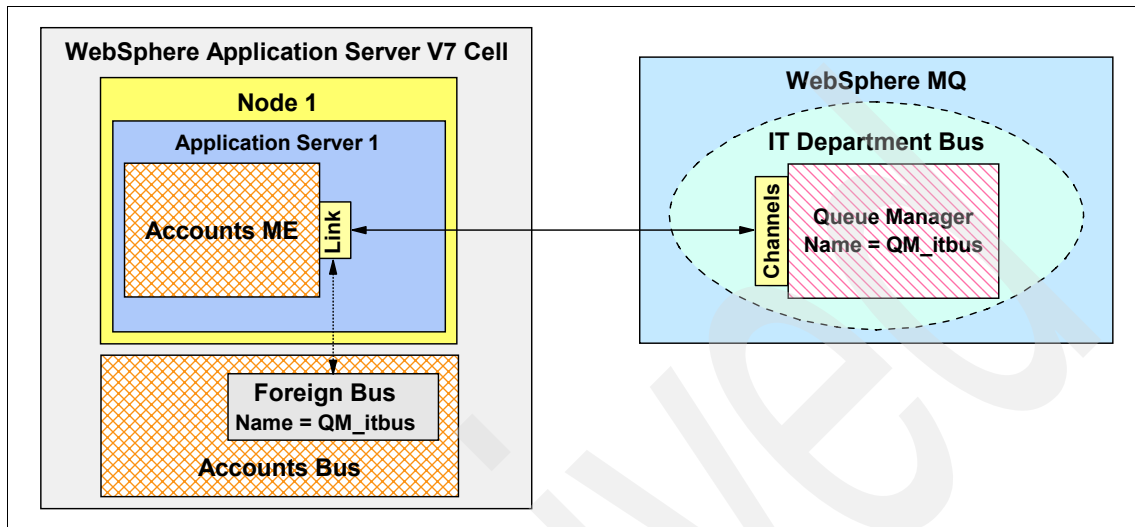 WebSphere Application Server V7 Cell
Node 1
Application Server 1
Accounts ME
Link
Foreign Bus
Name = QM_itbus
Accounts Bus
WebSphere MQ
IT Department Bus
Channels
Queue Manager
Name = QM_itbus